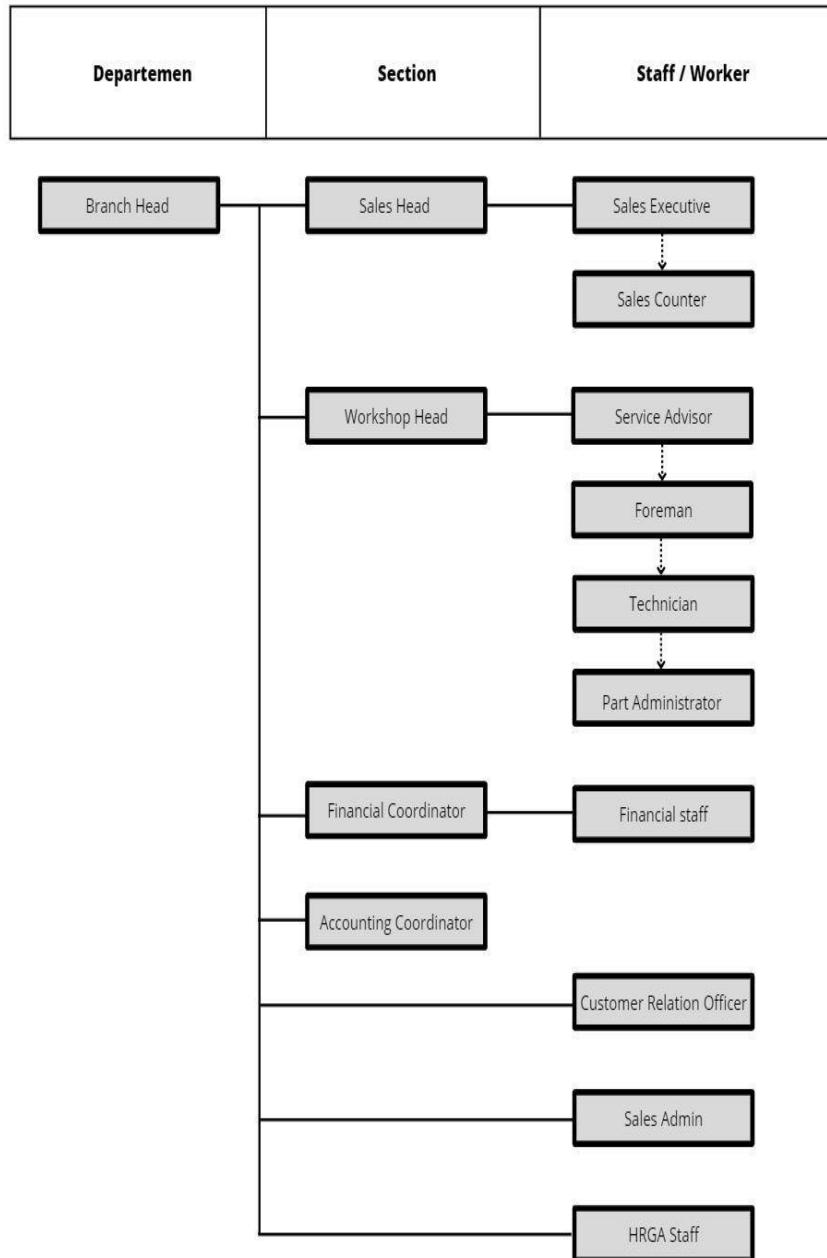 Departemen
Section
Staff / Worker
Branch Head
Sales Head
Sales Executive
Sales Counter
Workshop Head
Service Advisor
Foreman
Technician
Part Administrator
Financial Coordinator
Financial staff
Accounting Coordinator
Customer Relation Officer
Sales Admin
HRGA Staff